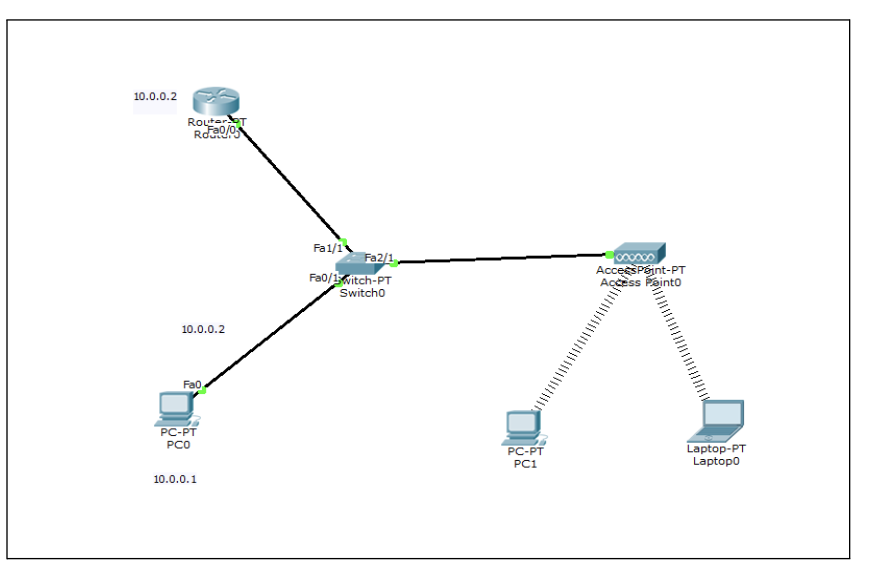 10.0.0.2
Router-PT
Fa0/0
Router0
Fa1/1
Fa2/1
Fa0/1
Switch-PT
Switch0
AccessPoint-PT
Access Point0
10.0.0.2
Fa0
PC-PT
PC0
10.0.0.1
PC-PT
PC1
Laptop-PT
Laptop0